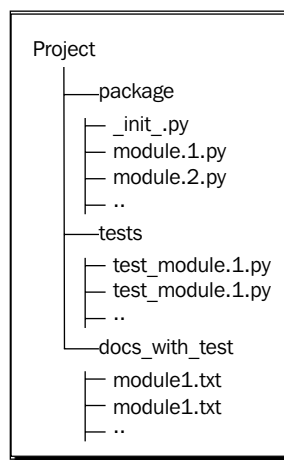 Project
package
_init_.py
module.1.py
module.2.py
..
tests
test_module.1.py
test_module.1.py
..
docs_with_test
module1.txt
module1.txt
..